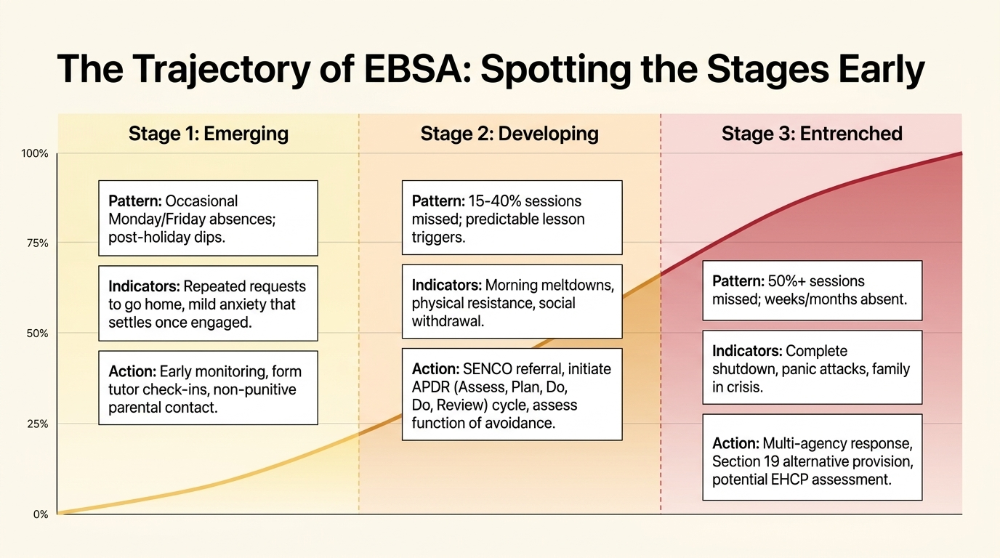 The Trajectory of EBSA: Spotting the Stages Early
Stage 1: Emerging
Stage 2: Developing
Stage 3: Entrenched
100%
75%
50%
25%
0%
Pattern: Occasional
Monday/Friday absences;
post-holiday dips.
Indicators: Repeated requests
to go home, mild anxiety that
settles once engaged.
Action: Early monitoring, form
tutor check-ins, non-punitive
parental contact.
Pattern: 15-40% sessions
missed; predictable lesson
triggers.
Indicators: Morning meltdowns,
physical resistance, social
withdrawal.
Action: SENCO referral, initiate
APDR (Assess, Plan, Do,
Do, Review) cycle, assess
function of avoidance.
Pattern: 50%+ sessions
missed; weeks/months absent.
Indicators: Complete
shutdown, panic attacks, family
in crisis.
Action: Multi-agency response,
Section 19 alternative provision,
potential EHCP assessment.